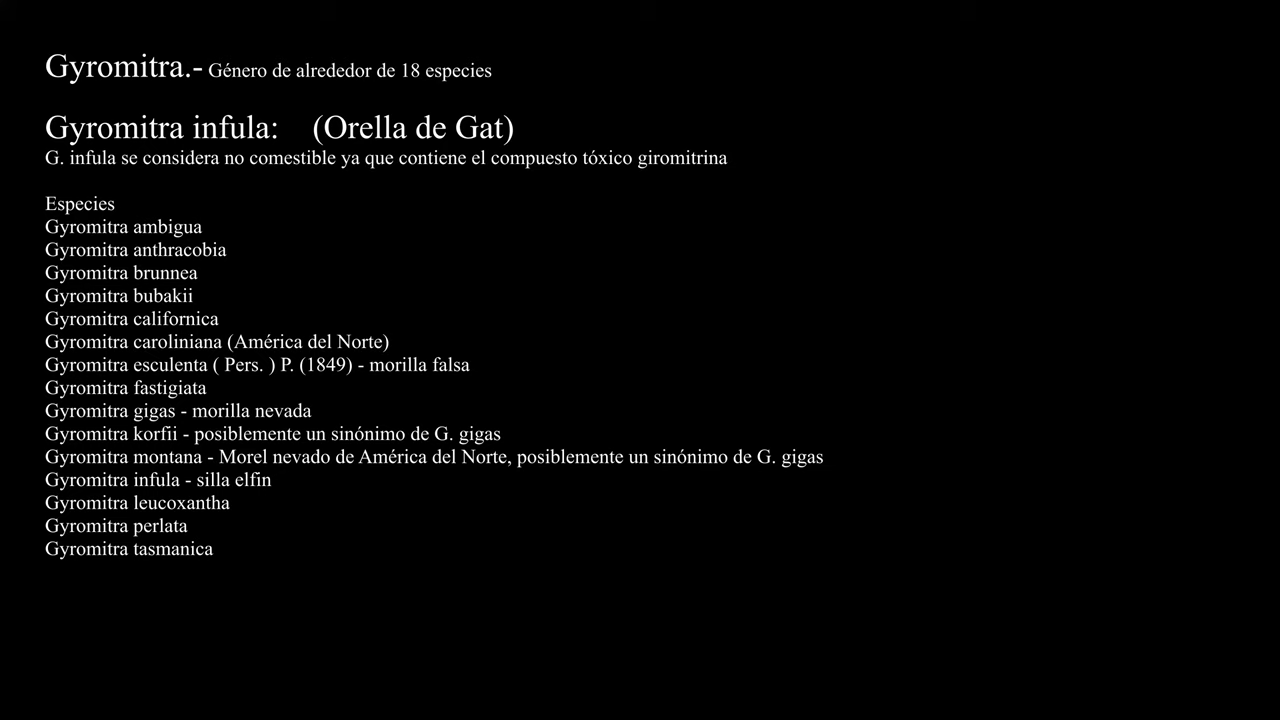 Gyromitra.- Género de alrededor de 18 especies
Gyromitra infula: (Orella de Gat)
G. infula se considera no comestible ya que contiene el compuesto tóxico giromitrina
Especies
Gyromitra ambigua
Gyromitra anthracobia
Gyromitra brunnea
Gyromitra bubakii
Gyromitra californica
Gyromitra caroliniana (América del Norte)
Gyromitra esculenta ( Pers. ) P. (1849) - morilla falsa
Gyromitra fastigiata
Gyromitra gigas - morilla nevada
Gyromitra korfii - posiblemente un sinónimo de G. gigas
Gyromitra montana - Morel nevado de América del Norte, posiblemente un sinónimo de G. gigas
Gyromitra infula - silla elfin
Gyromitra leucoxantha
Gyromitra perlata
Gyromitra tasmanica